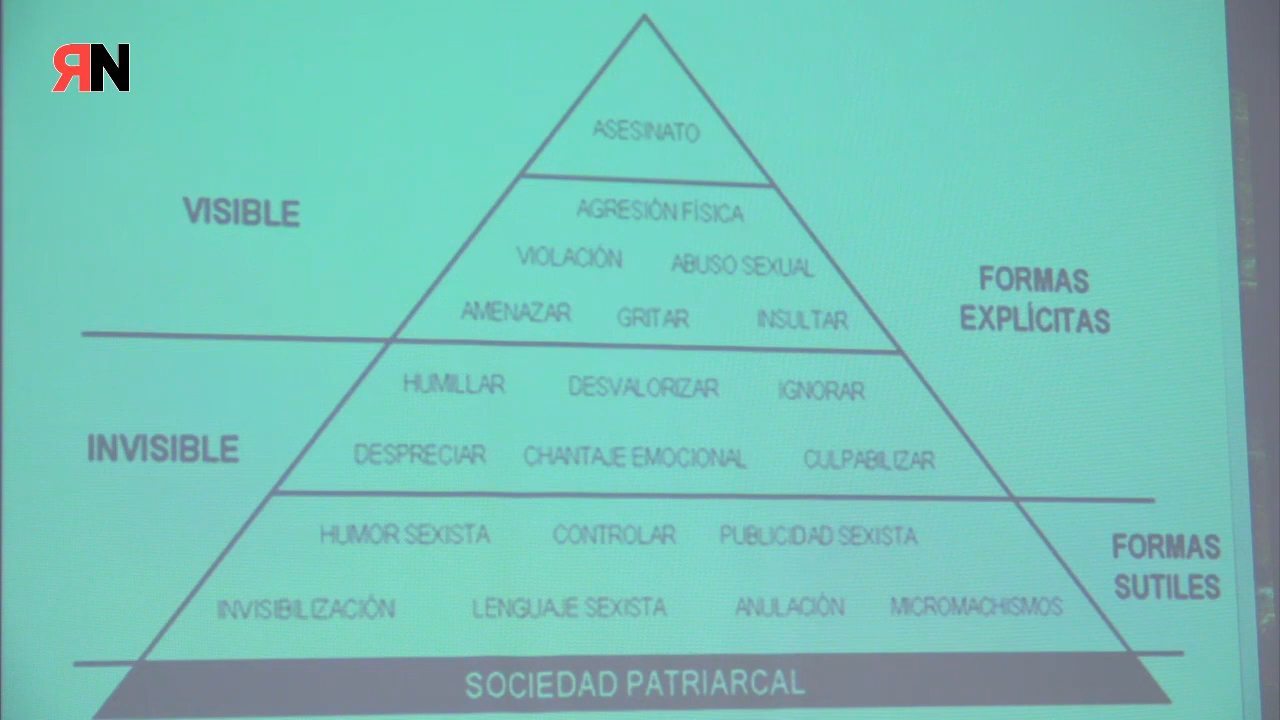 ЯN
ASESINATO
VISIBLE
AGRESIÓN FÍSICA
VIOLACIÓN ABUSO SEXUAL
AMENAZAR GRITAR INSULTAR
FORMAS
EXPLÍCITAS
HUMILLAR DESVALORIZAR IGNORAR
INVISIBLE
DESPRECIAR CHANTAJE EMOCIONAL CULPABILIZAR
HUMOR SEXISTA CONTROLAR PUBLICIDAD SEXISTA
FORMAS
SUTILES
INVISIBILIZACIÓN LENGUAJE SEXISTA ANULACIÓN MICROMACHISMOS
SOCIEDAD PATRIARCAL